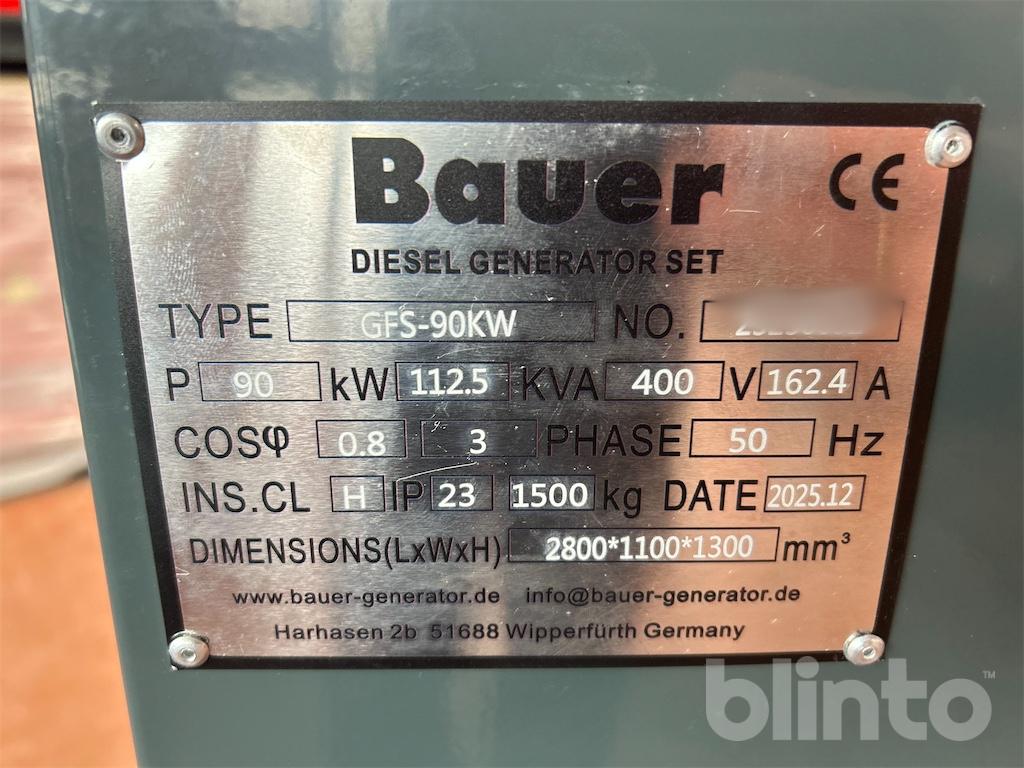 Bauer CE
DIESEL GENERATOR SET
TYPE GFS-90KW NO.
P 90 kW 112.5 KVA 400 V 162.4 A
COSφ 0.8 3 PHASE 50 Hz
INS.CL H IP 23 1500 kg DATE 2025.12
DIMENSIONS(LxWxH) 2800*1100*1300 mm³
www.bauer-generator.de info@bauer-generator.de
Harhasen 2b 51688 Wipperfürth Germany
blinto™